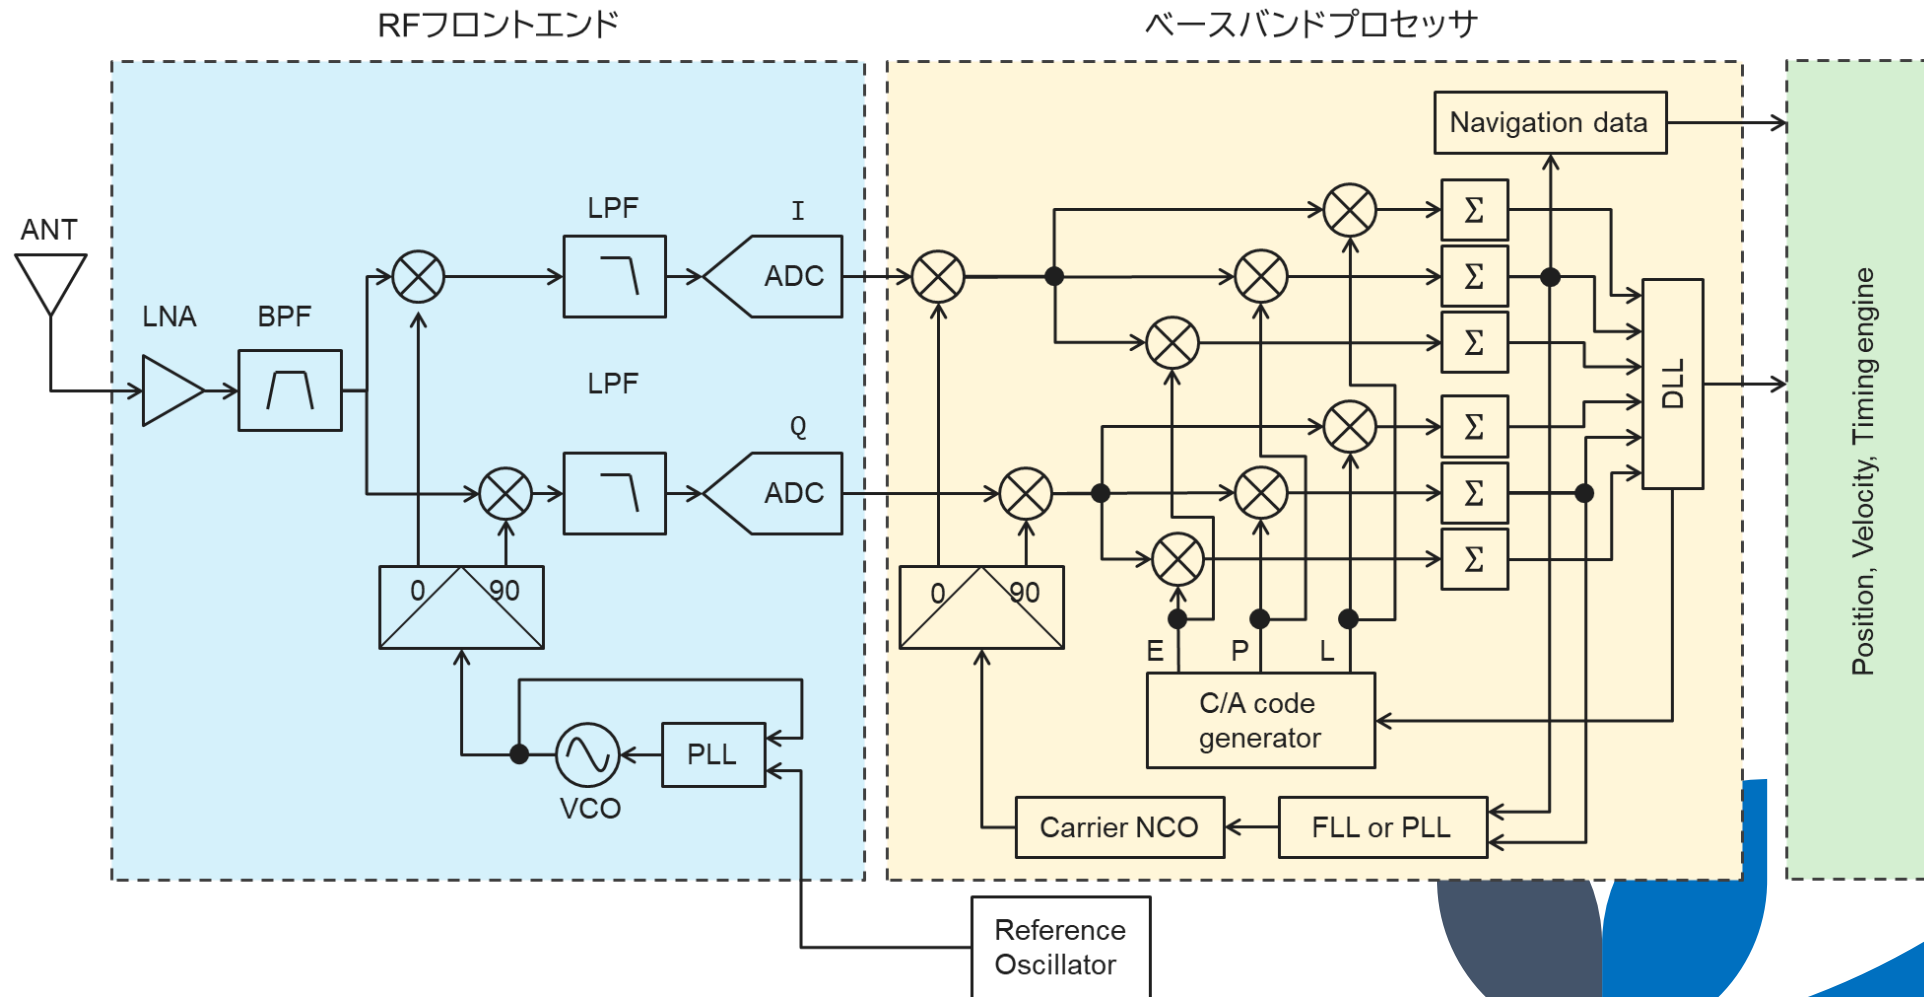 RFフロントエンド
ベースバンドプロセッサ
Navigation data
LPF
I
ANT
ADC
Σ
Σ
LNA
BPF
Σ
LPF
Q
DLL
Σ
ADC
Σ
Σ
0
90
0
90
E
P
L
C/A code
generator
PLL
VCO
Carrier NCO
FLL or PLL
Reference
Oscillator
Position, Velocity, Timing engine